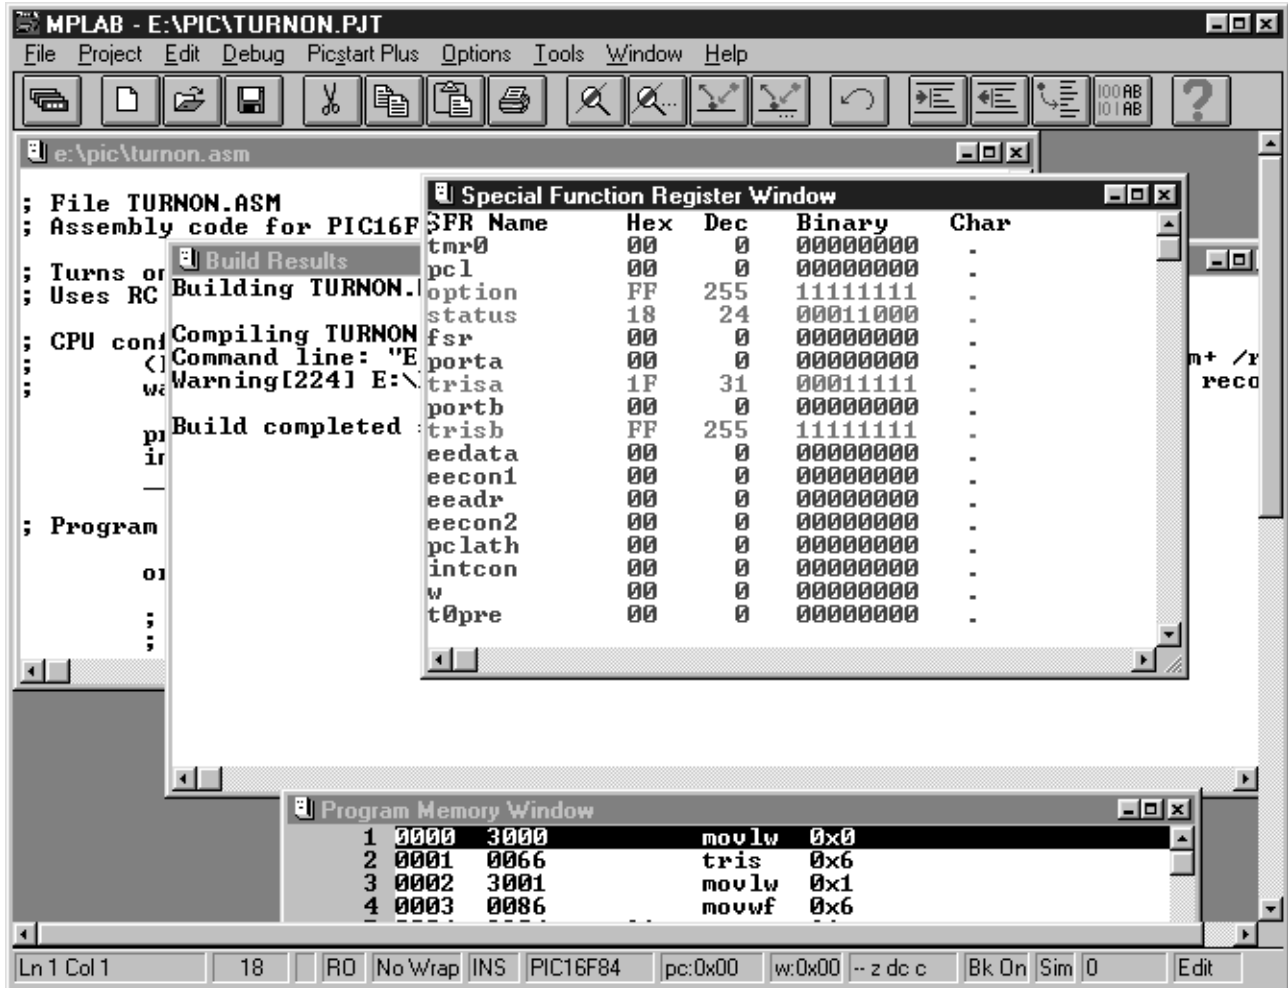 MPLAB - E:\PIC\TURNON.PJT
File Project Edit Debug Picstart Plus Options Tools Window Help
100 AB
101 AB
e:\pic\turnon.asm
; File TURNON.ASM
; Assembly code for PIC16F
; Turns on
; Uses RC
; CPU conf
;
;
; Program
;
;
Build Results
Building TURNON.
Compiling TURNON
Command line: "E m+ /r
Warning[224] E:\ reco
Build completed
Special Function Register Window
SFR Name Hex Dec Binary Char
tmr0 00 0 00000000 .
pcl 00 0 00000000 .
option FF 255 11111111 .
status 18 24 00011000 .
fsr 00 0 00000000 .
porta 00 0 00000000 .
trisa 1F 31 00011111 .
portb 00 0 00000000 .
trisb FF 255 11111111 .
eedata 00 0 00000000 .
eecon1 00 0 00000000 .
eeadr 00 0 00000000 .
eecon2 00 0 00000000 .
pclath 00 0 00000000 .
intcon 00 0 00000000 .
w 00 0 00000000 .
t0pre 00 0 00000000 .
Program Memory Window
1 0000 3000 movlw 0x0
2 0001 0066 tris 0x6
3 0002 3001 movlw 0x1
4 0003 0086 movwf 0x6
Ln 1 Col 1 18 RO No Wrap INS PIC16F84 pc:0x00 w:0x00 -- z dc c Bk On Sim 0 Edit